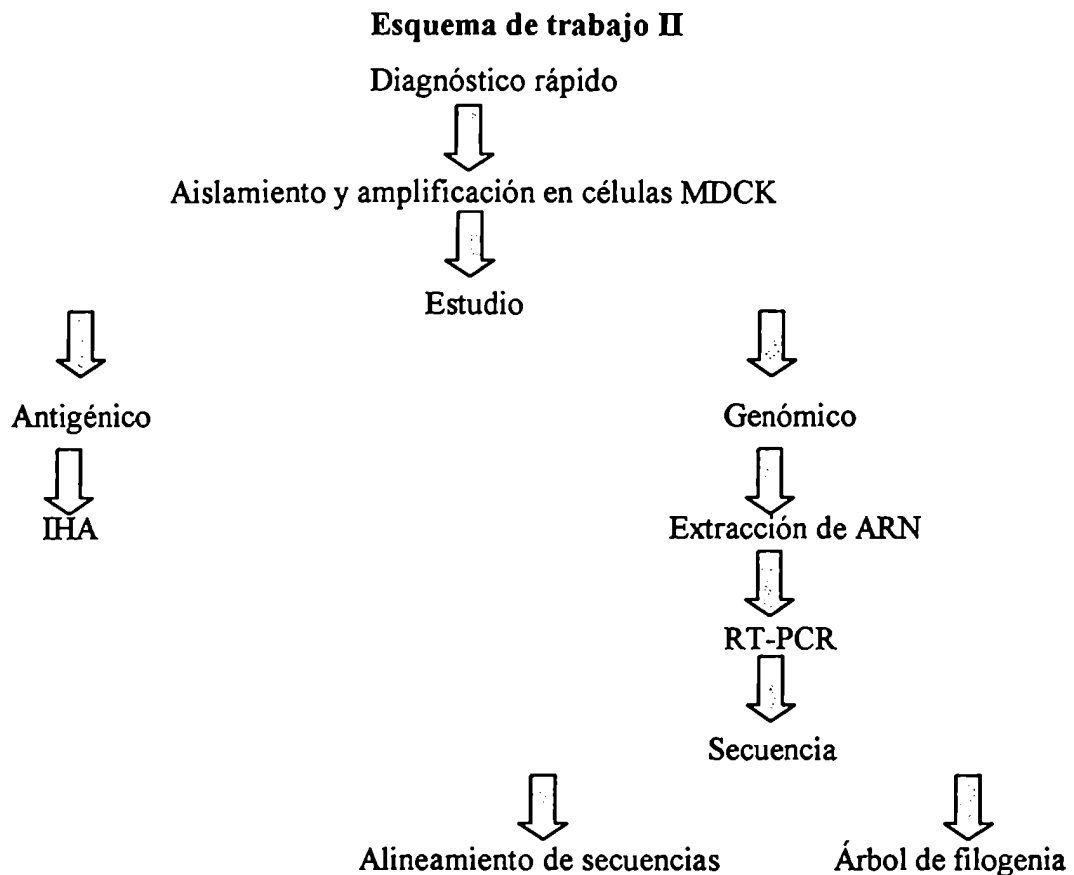 Esquema de trabajo II
Diagnóstico rápido
Aislamiento y amplificación en células MDCK
Estudio
Antigénico
Genómico
IHA
Extracción de ARN
RT-PCR
Secuencia
Alineamiento de secuencias
Árbol de filogenia